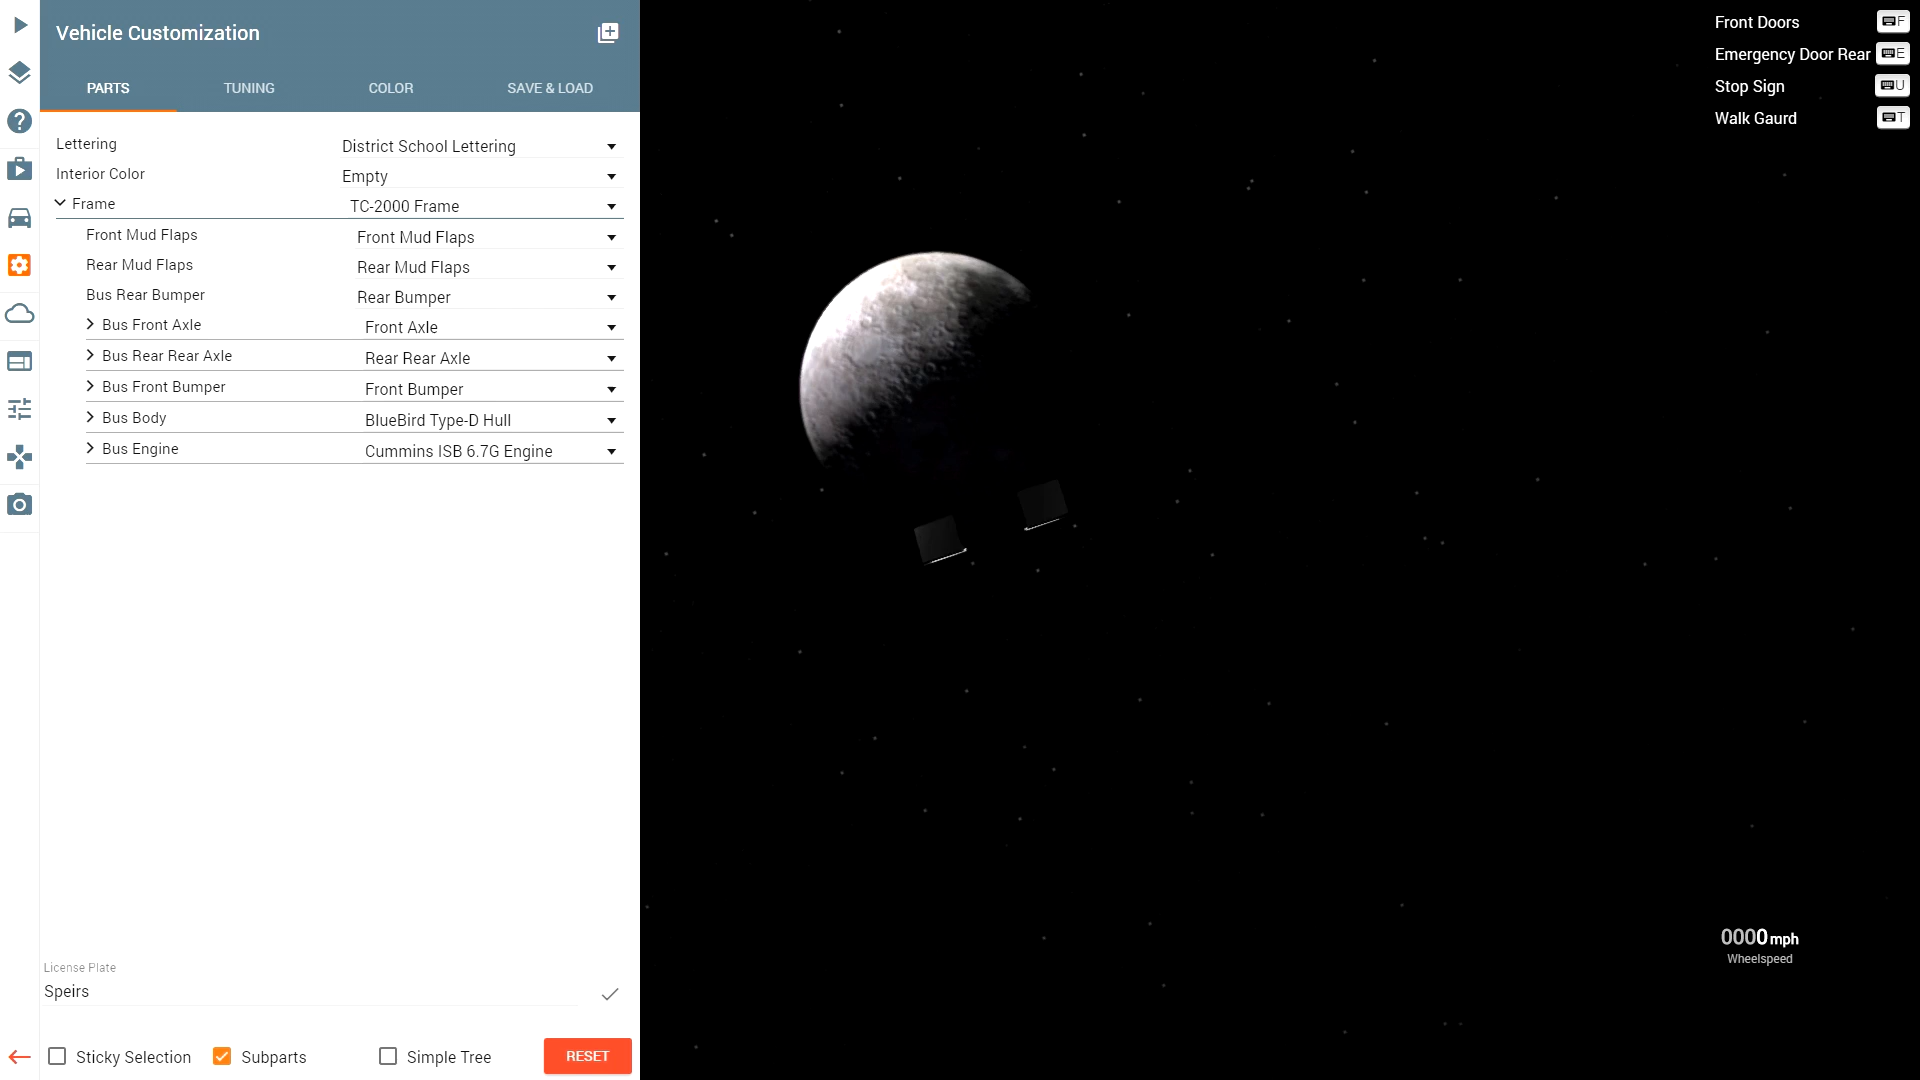 Vehicle Customization
PARTS TUNING COLOR SAVE & LOAD
Lettering District School Lettering
Interior Color Empty
Frame TC-2000 Frame
Front Mud Flaps Front Mud Flaps
Rear Mud Flaps Rear Mud Flaps
Bus Rear Bumper Rear Bumper
Bus Front Axle Front Axle
Bus Rear Rear Axle Rear Rear Axle
Bus Front Bumper Front Bumper
Bus Body BlueBird Type-D Hull
Bus Engine Cummins ISB 6.7G Engine
License Plate
Speirs
Sticky Selection Subparts Simple Tree RESET
Front Doors F
Emergency Door Rear E
Stop Sign U
Walk Gaurd T
0000 mph
Wheelspeed